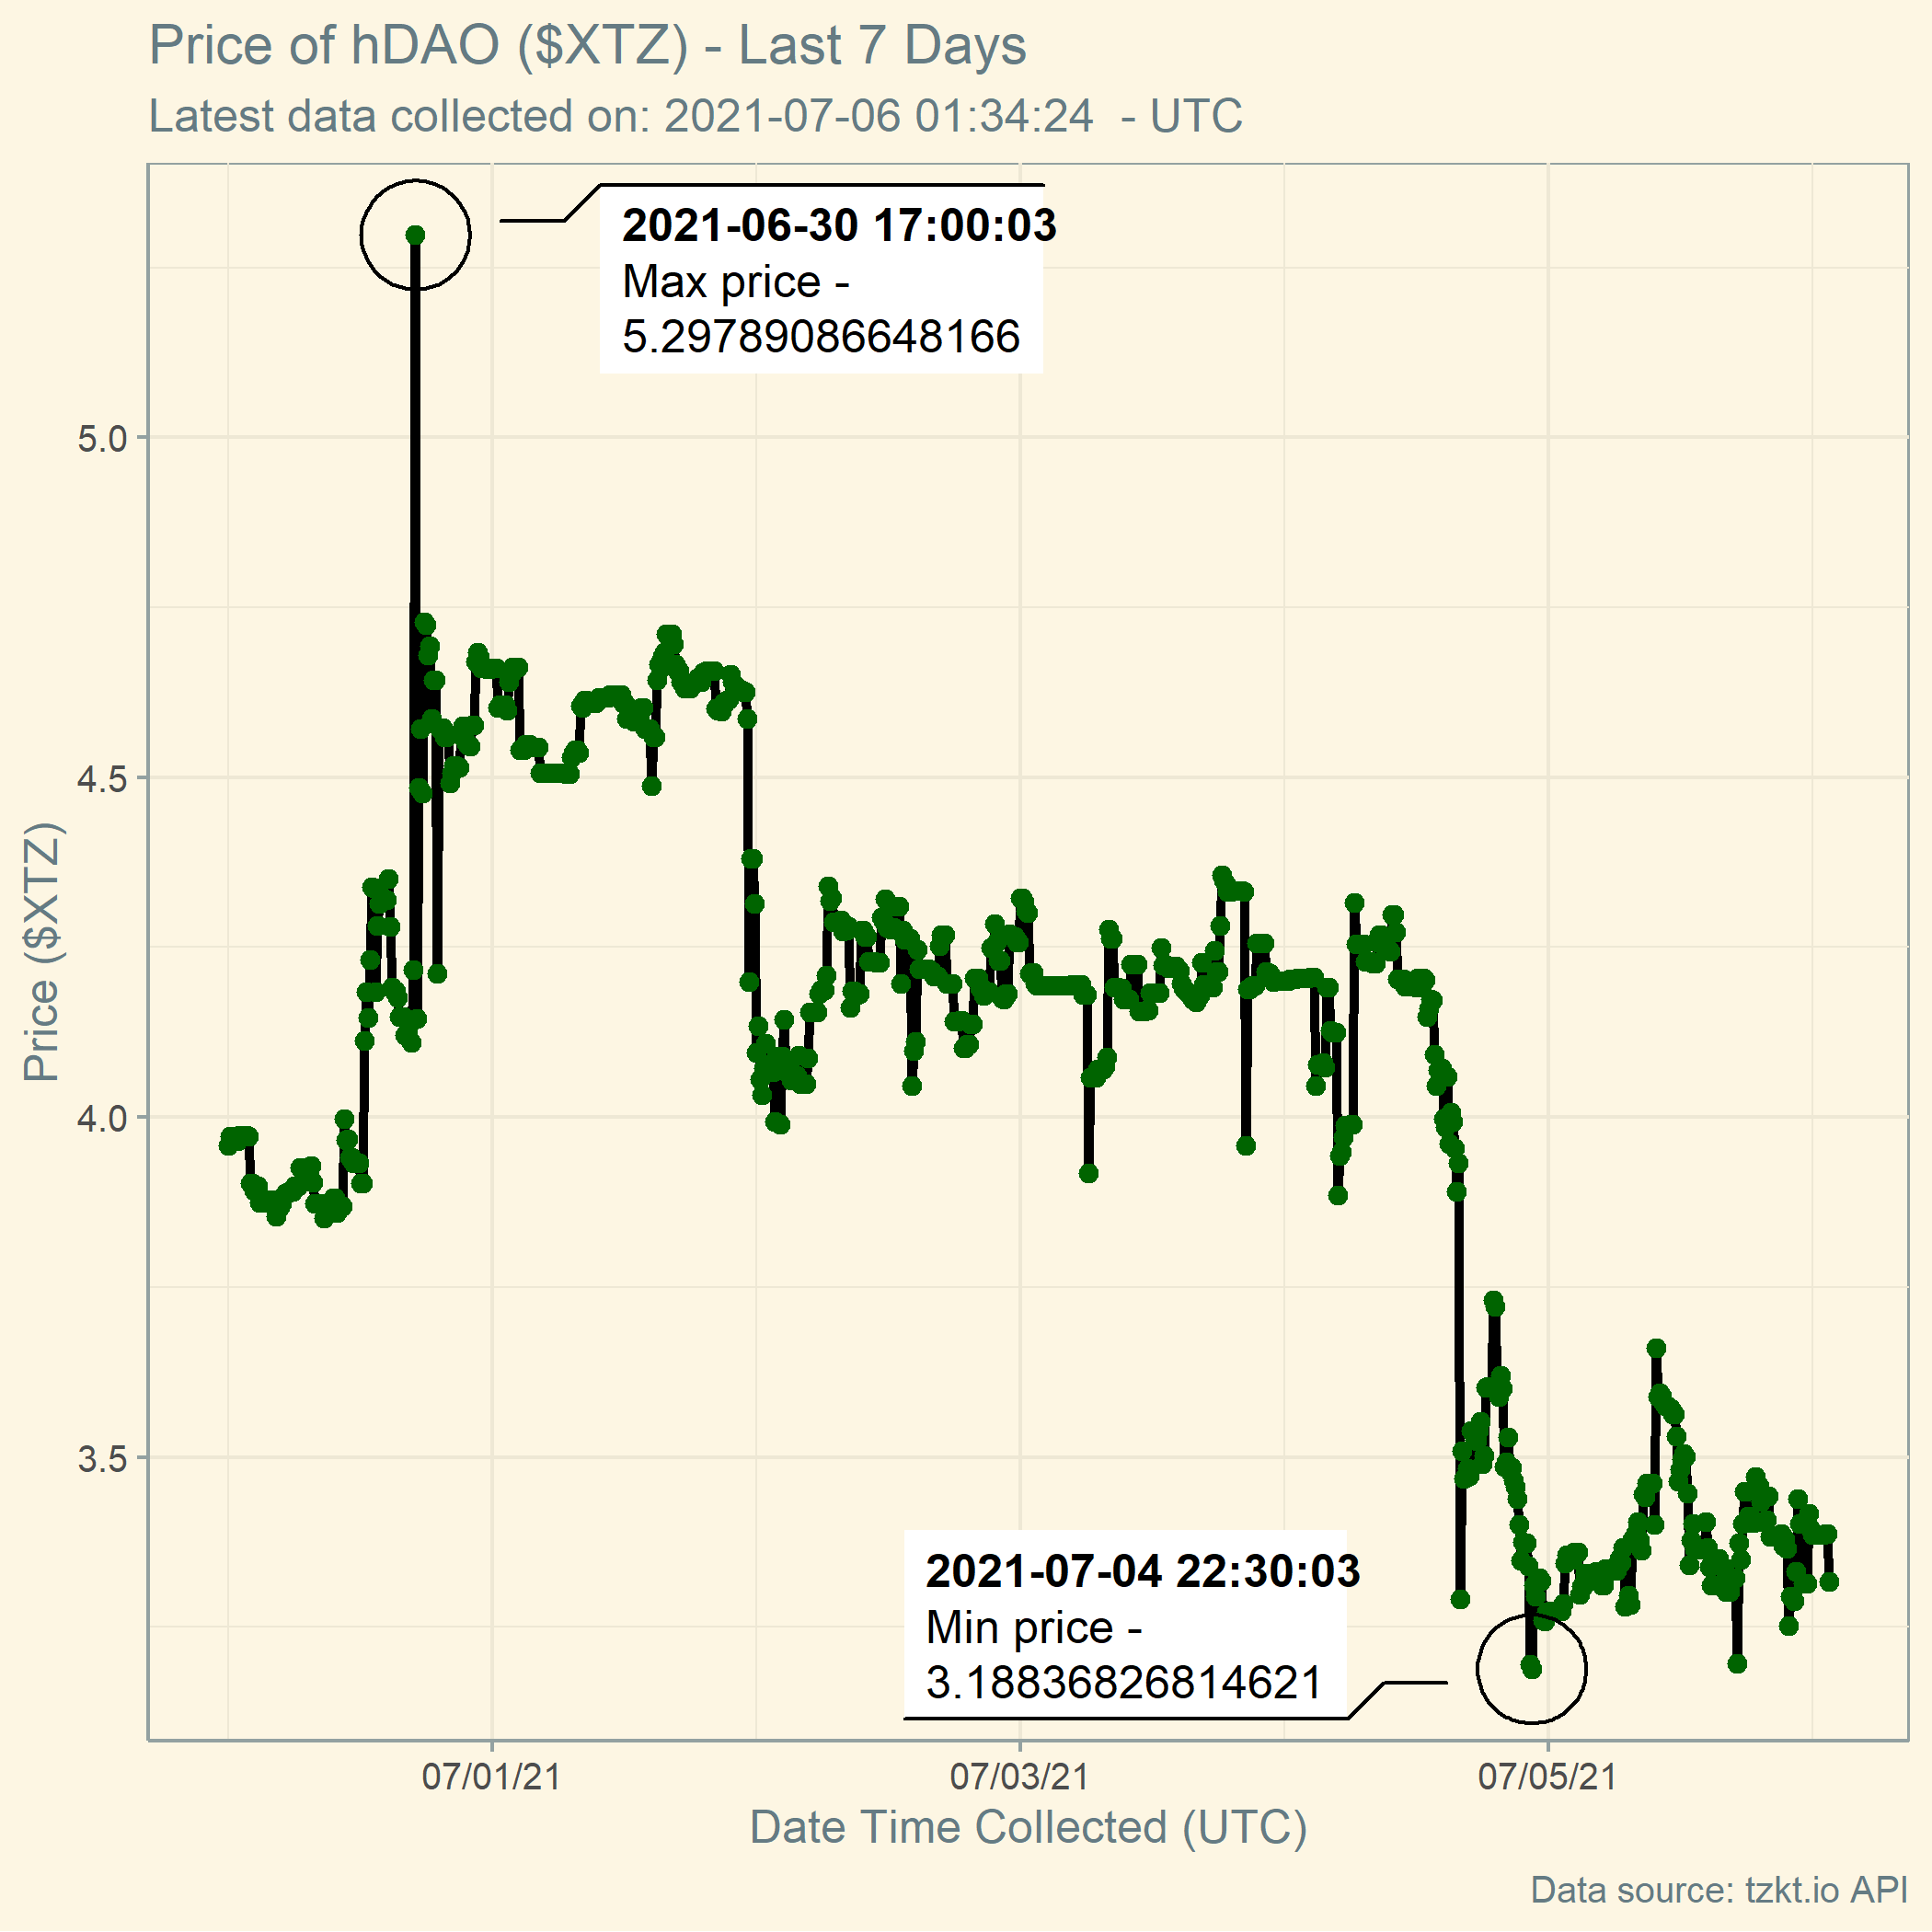 Price of hDAO ($XTZ) - Last 7 Days
Latest data collected on: 2021-07-06 01:34:24  - UTC
2021-06-30 17:00:03
Max price -
5.29789086648166
5.0
4.5
4.0
3.5
Price ($XTZ)
2021-07-04 22:30:03
Min price -
3.18836826814621
07/01/21
07/03/21
07/05/21
Date Time Collected (UTC)
Data source: tzkt.io API